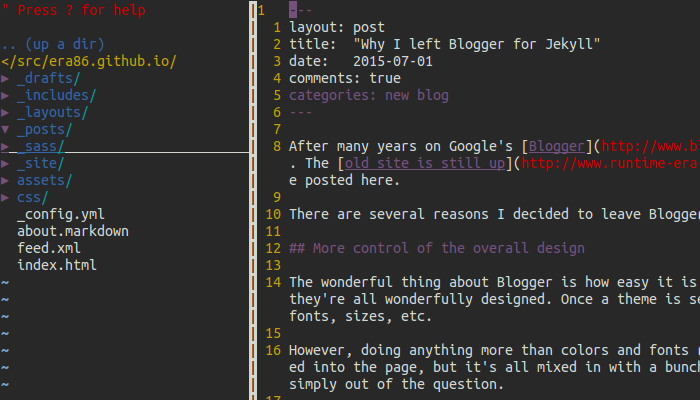 " Press ? for help
.. (up a dir)
</src/era86.github.io/
▸ _drafts/
▸ _includes/
▸ _layouts/
▾ _posts/
▸ _sass/
▸ _site/
▸ assets/
▸ css/
_config.yml
about.markdown
feed.xml
index.html
~
~
~
~
~
~
~
1 ---
1 layout: post
2 title:  "Why I left Blogger for Jekyll"
3 date:   2015-07-01
4 comments: true
5 categories: new blog
6 ---
7
8 After many years on Google's [Blogger](http://www.bl
. The [old site is still up](http://www.runtime-era
e posted here.
9
10 There are several reasons I decided to leave Blogger
11
12 ## More control of the overall design
13
14 The wonderful thing about Blogger is how easy it is
they're all wonderfully designed. Once a theme is se
fonts, sizes, etc.
15
16 However, doing anything more than colors and fonts
ed into the page, but it's all mixed in with a bunch
simply out of the question.
17